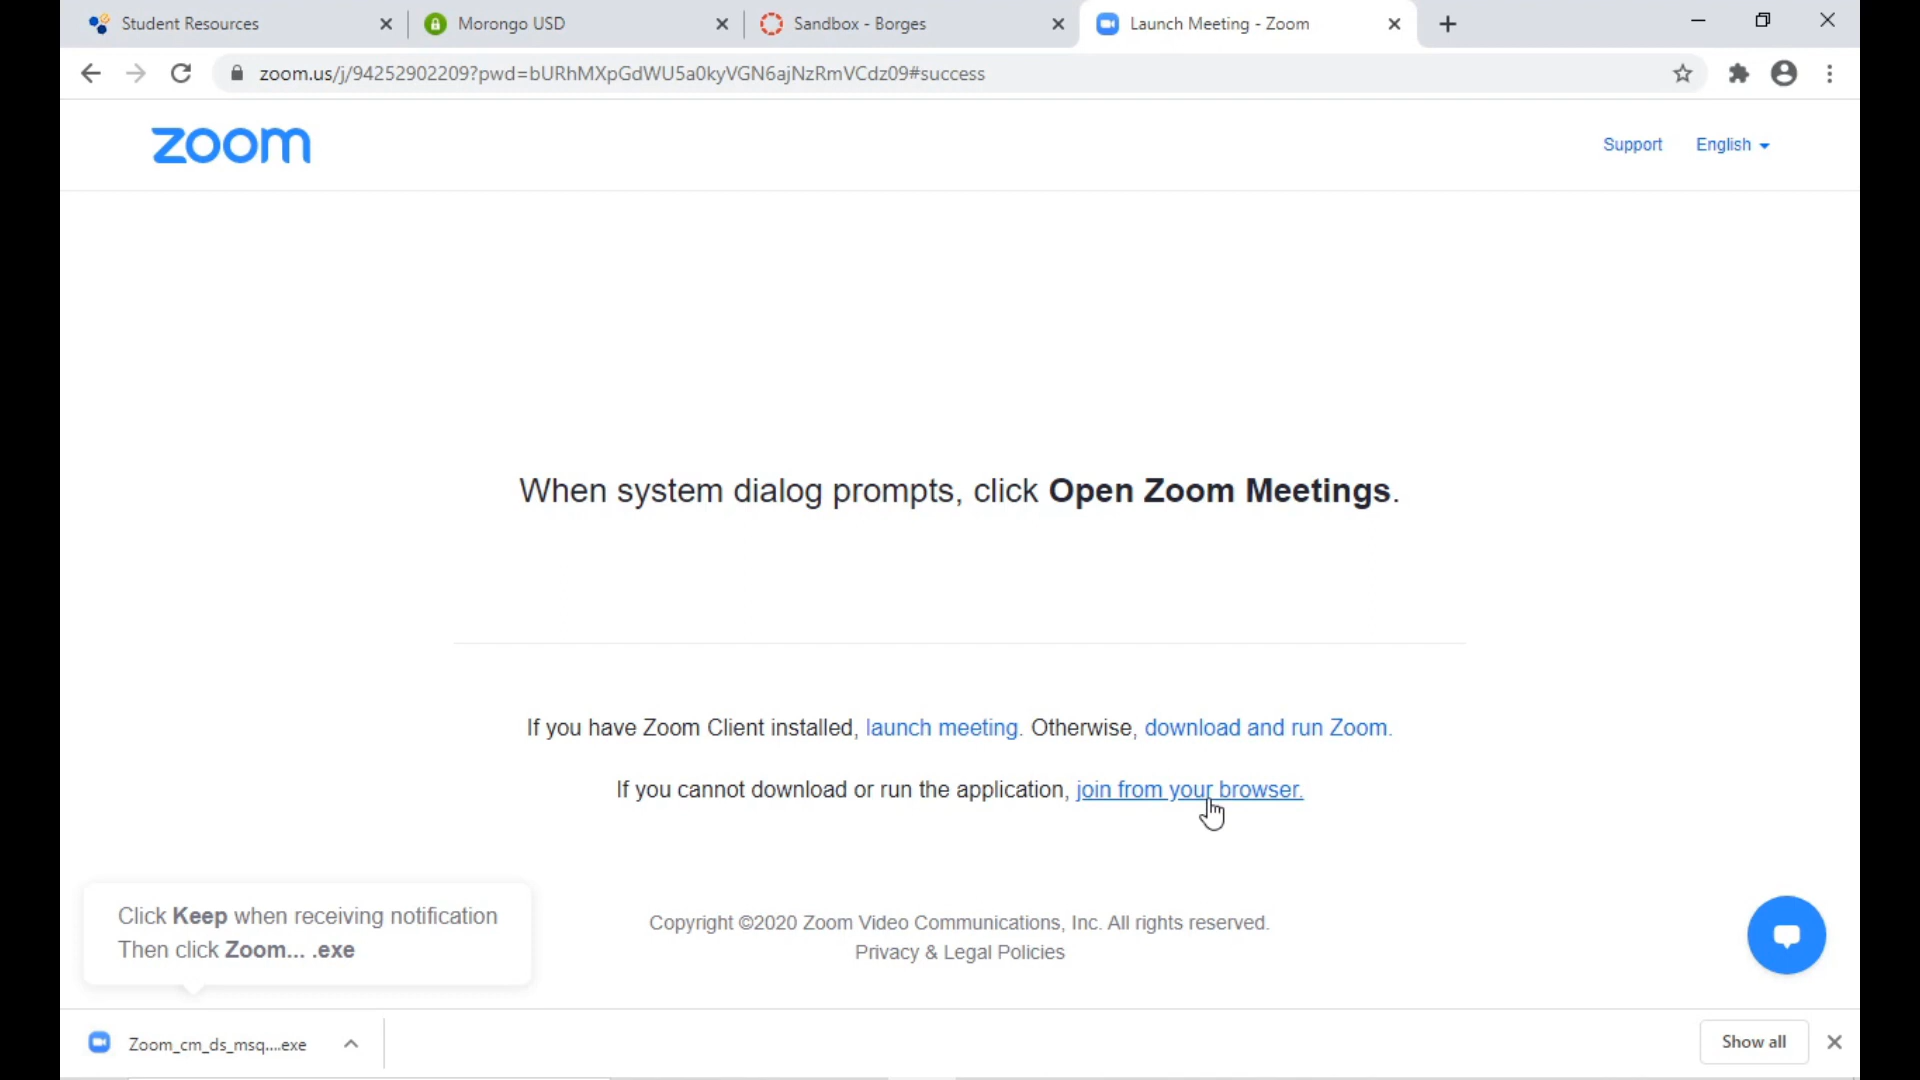 Student Resources
Morongo USD
Sandbox - Borges
Launch Meeting - Zoom
zoom.us/j/94252902209?pwd=bURhMXpGdWU5a0kyVGN6ajNzRmVCdz09#success
zoom
Support
English
When system dialog prompts, click Open Zoom Meetings.
If you have Zoom Client installed, launch meeting. Otherwise, download and run Zoom.
If you cannot download or run the application, join from your browser.
Click Keep when receiving notification
Then click Zoom... .exe
Copyright ©2020 Zoom Video Communications, Inc. All rights reserved.
Privacy & Legal Policies
Zoom_cm_ds_msq....exe
Show all